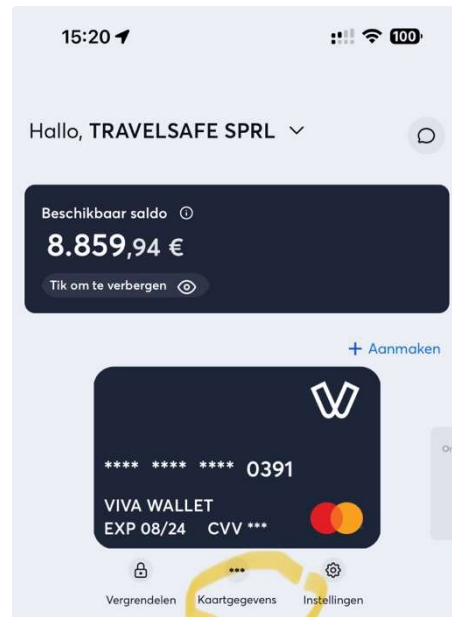 15:20
100
Hallo, TRAVELSAFE SPRL
Beschikbaar saldo
8.859,94 €
Tik om te verbergen
+ Aanmaken
**** **** **** 0391
VIVA WALLET
EXP 08/24 CVV ***
Vergrendelen Kaartgegevens Instellingen